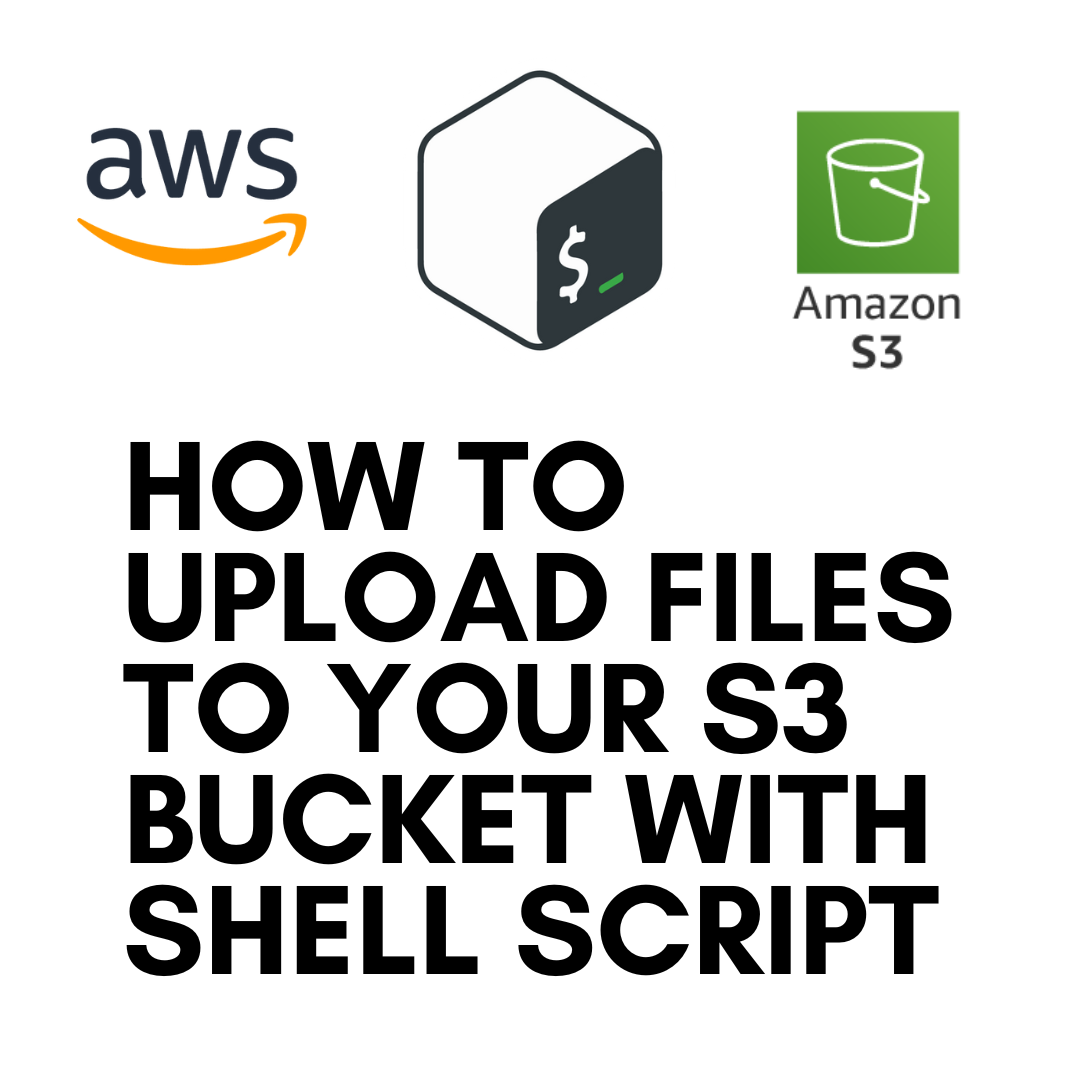 aws
$_
Amazon
S3
HOW TO
UPLOAD FILES
TO YOUR S3
BUCKET WITH
SHELL SCRIPT